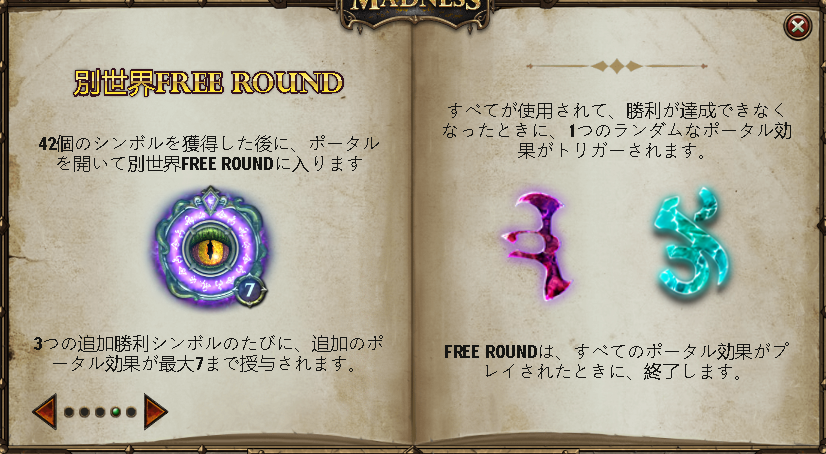 MADNESS
別世界FREE ROUND
42個のシンボルを獲得した後に、ポータル
を開いて別世界FREE ROUNDに入ります
7
3つの追加勝利シンボルのたびに、追加のポ
ータル効果が最大7まで授与されます。
すべてが使用されて、勝利が達成できなく
なったときに、1つのランダムなポータル効
果がトリガーされます。
FREE ROUNDは、すべてのポータル効果がプ
レイされたときに、終了します。